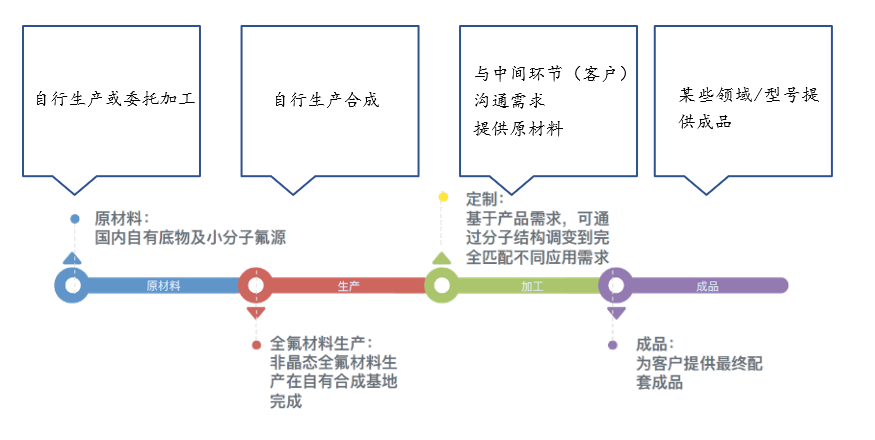 自行生产或委托加工
自行生产合成
与中间环节（客户）
沟通需求
提供原材料
某些领域/型号提
供成品
原材料：
国内自有底物及小分子氟源
定制：
基于产品需求，可通
过分子结构调变到完
全匹配不同应用需求
原材料
生产
加工
成品
全氟材料生产：
非晶态全氟材料生
产在自有合成基地
完成
成品：
为客户提供最终配
套成品